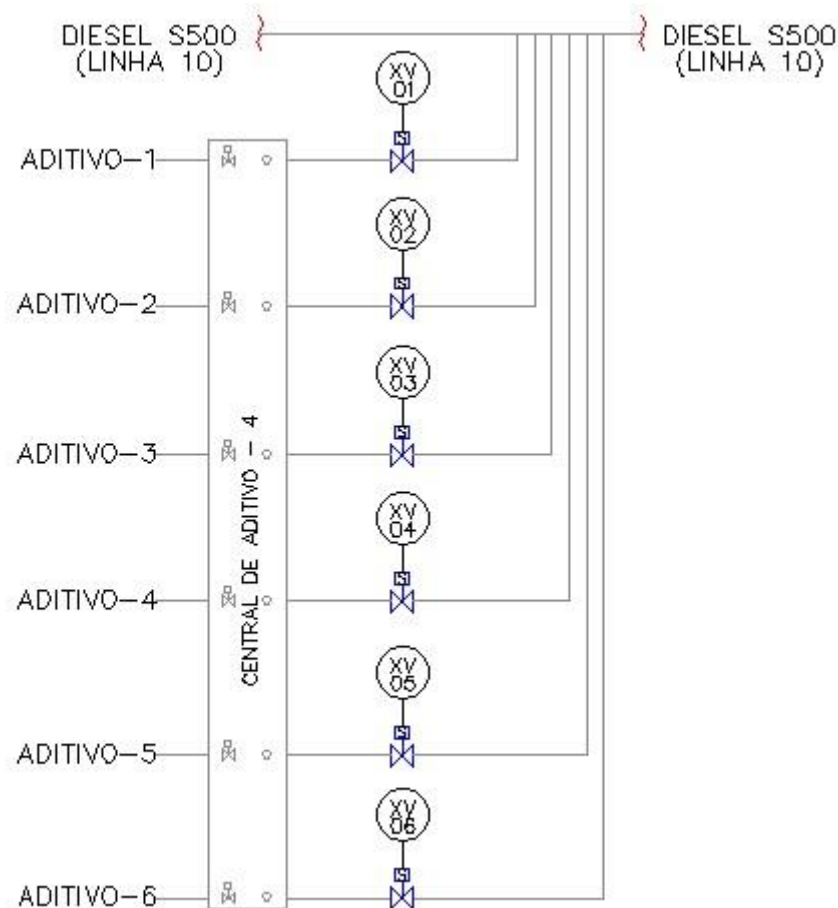 DIESEL S500
(LINHA 10)
DIESEL S500
(LINHA 10)
XV
01
S
ADITIVO-1
XV
02
S
ADITIVO-2
XV
03
S
ADITIVO-3
CENTRAL DE ADITIVO - 4
XV
04
S
ADITIVO-4
XV
05
S
ADITIVO-5
XV
06
S
ADITIVO-6